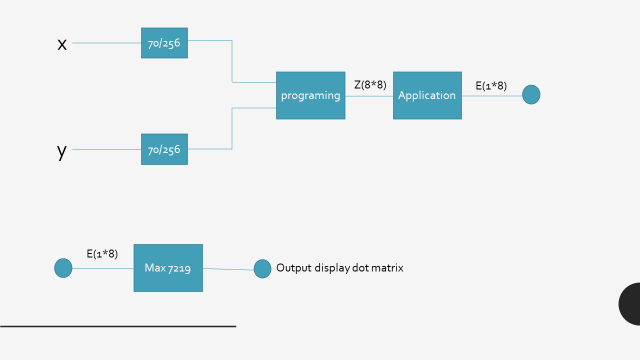 x
70/256
programing
Z(8*8)
Application
E(1*8)
y
70/256
E(1*8)
Max 7219
Output display dot matrix